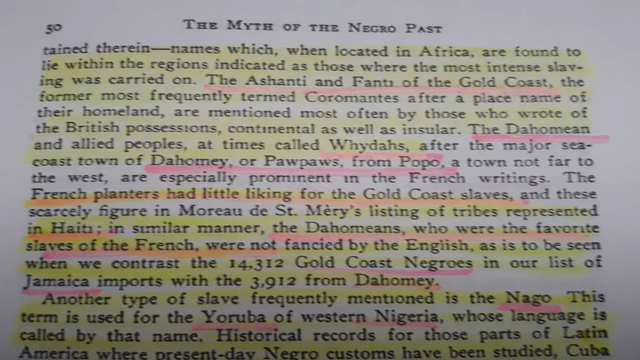 50 THE MYTH OF THE NEGRO PAST
tained therein—names which, when located in Africa, are found to
lie within the regions indicated as those where the most intense slav-
ing was carried on. The Ashanti and Fanti of the Gold Coast, the
former most frequently termed Coromantes after a place name of
their homeland, are mentioned most often by those who wrote of
the British possessions, continental as well as insular. The Dahomean
and allied peoples, at times called Whydahs, after the major sea-
coast town of Dahomey, or Pawpaws, from Popo, a town not far to
the west, are especially prominent in the French writings. The
French planters had little liking for the Gold Coast slaves, and these
scarcely figure in Moreau de St. Mèry's listing of tribes represented
in Haiti; in similar manner, the Dahomeans, who were the favorite
slaves of the French, were not fancied by the English, as is to be seen
when we contrast the 14,312 Gold Coast Negroes in our list of
Jamaica imports with the 3,912 from Dahomey.
Another type of slave frequently mentioned is the Nago This
term is used for the Yoruba of western Nigeria, whose language is
called by that name. Historical records for those parts of Latin
America where present-day Negro customs have been studied, Cuba